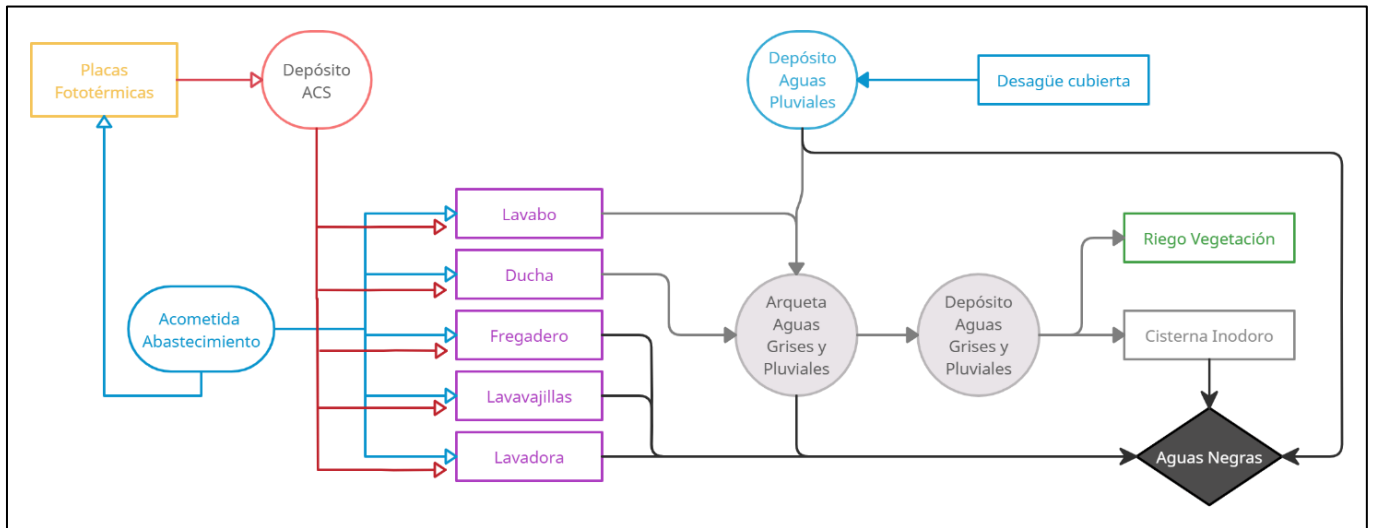 Placas
Fototérmicas
Depósito
ACS
Depósito
Aguas
Pluviales
Desagüe cubierta
Lavabo
Riego Vegetación
Ducha
Acometida
Abastecimiento
Fregadero
Arqueta
Aguas
Grises y
Pluviales
Depósito
Aguas
Grises y
Pluviales
Cisterna Inodoro
Lavavajillas
Lavadora
Aguas Negras